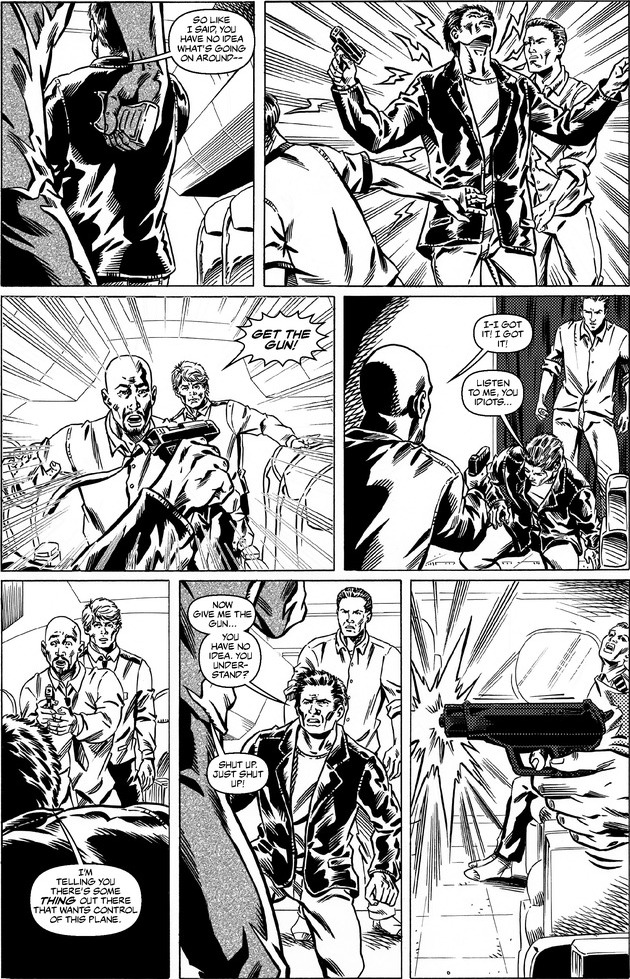 SO LIKE
I SAID, YOU
HAVE NO IDEA
WHAT'S GOING
ON AROUND--
GET THE
GUN!
I-I GOT
IT! I GOT
IT!
LISTEN
TO ME, YOU
IDIOTS...
I'M
TELLING YOU
THERE'S SOME
THING OUT THERE
THAT WANTS CONTROL
OF THIS PLANE.
NOW
GIVE ME THE
GUN...
YOU
HAVE NO
IDEA. YOU
UNDER-
STAND?
SHUT UP.
JUST SHUT
UP!